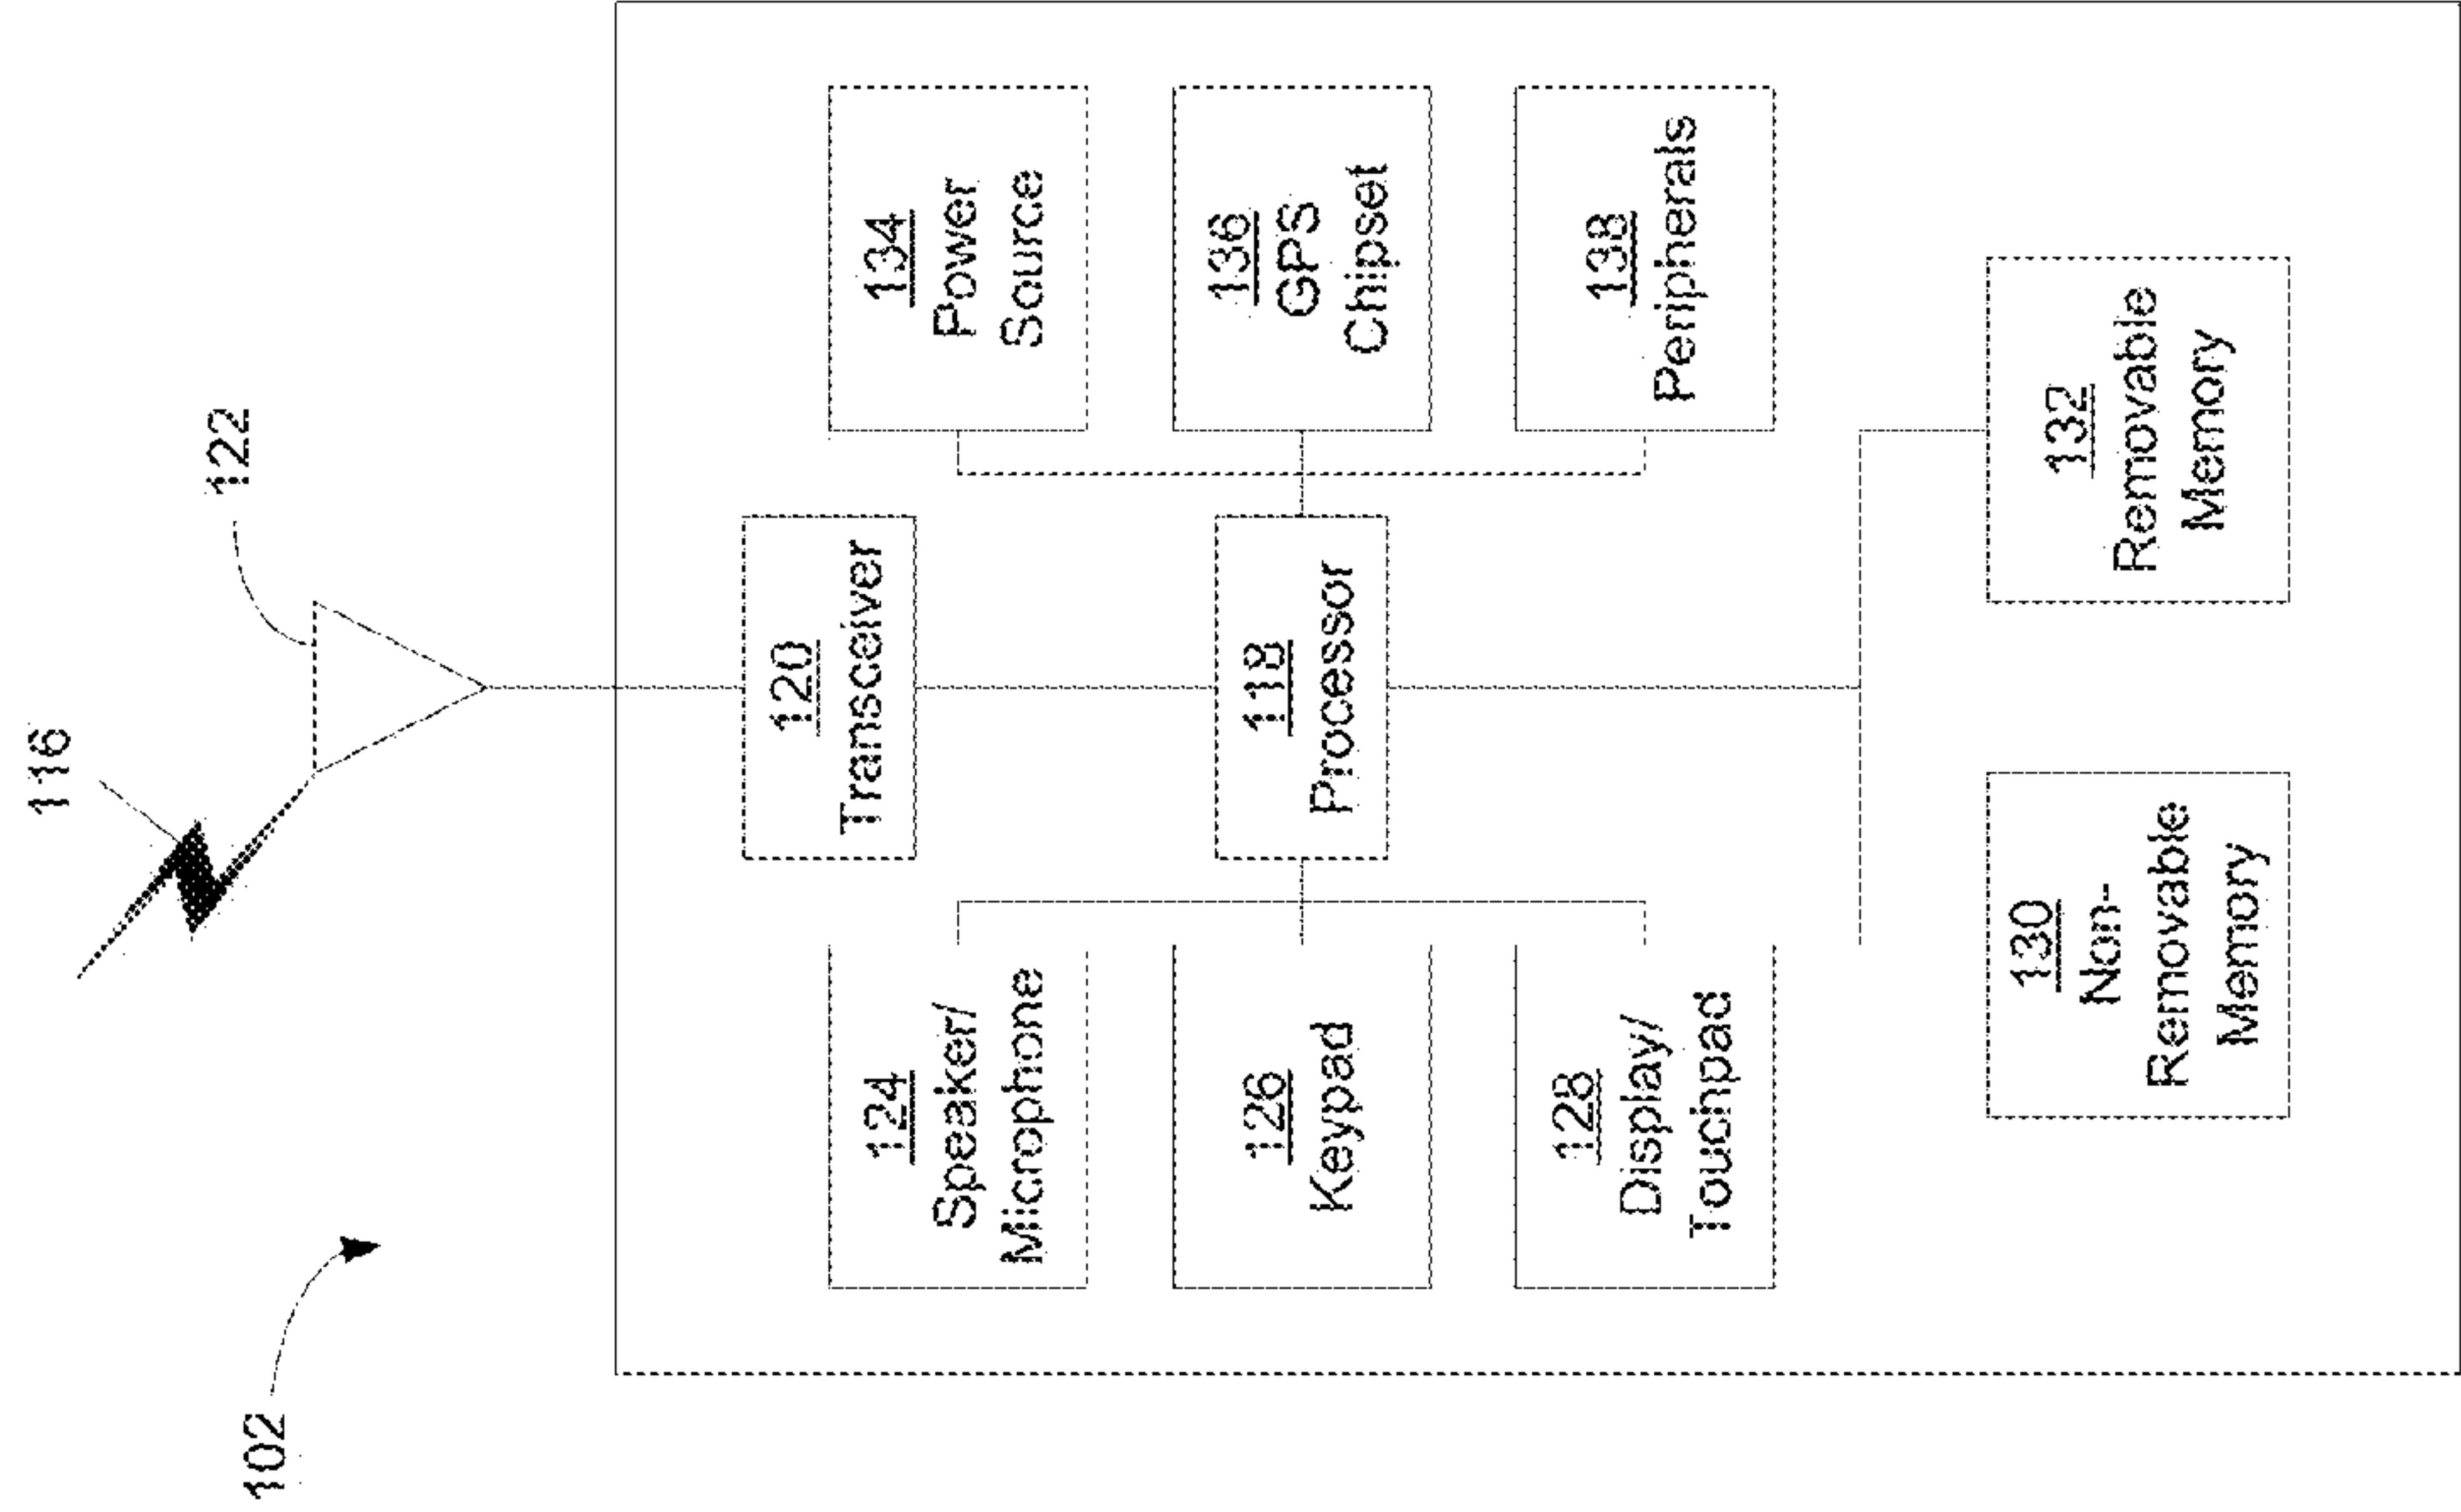 116
102
122
120
Transceiver
124
Speaker/
Microphone
134
Power
Source
126
Keypad
118
Processor
136
GPS
Chipset
128
Display/
Touchpad
138
Peripherals
130
Non-
Removable
Memory
132
Removable
Memory